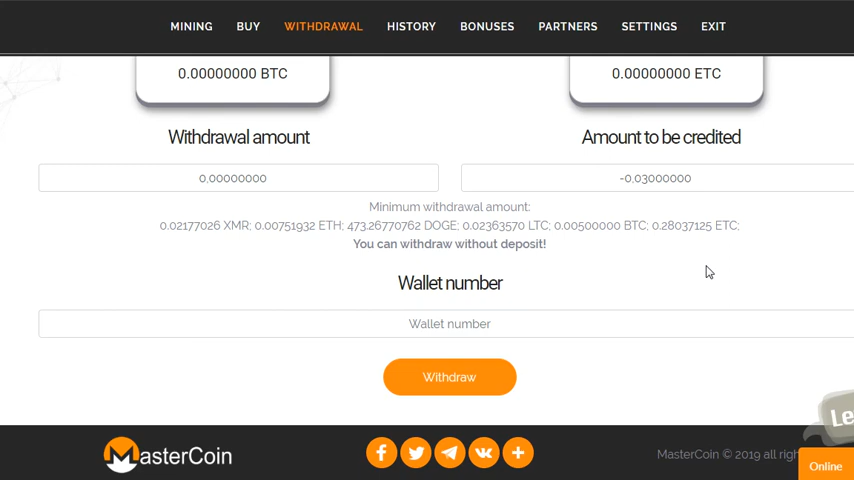 MINING BUY WITHDRAWAL HISTORY BONUSES PARTNERS SETTINGS EXIT
0.00000000 BTC 0.00000000 ETC
Withdrawal amount Amount to be credited
0,00000000 -0,03000000
Minimum withdrawal amount:
0.02177026 XMR; 0.00751932 ETH; 473.26770762 DOGE; 0.02363570 LTC; 0.00500000 BTC; 0.28037125 ETC;
You can withdraw without deposit!
Wallet number
Wallet number
Withdraw
Le
MasterCoin MasterCoin © 2019 all righ
Online